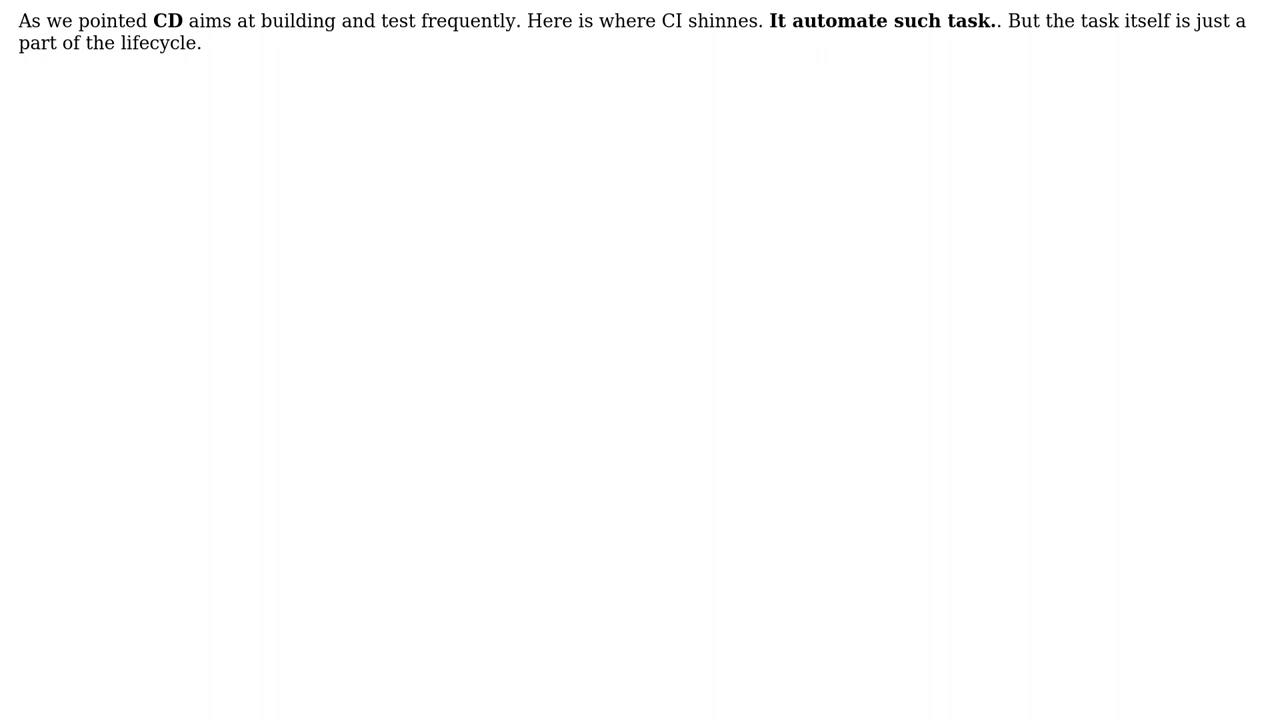 As we pointed CD aims at building and test frequently. Here is where CI shinnes. It automate such task.. But the task itself is just a
part of the lifecycle.